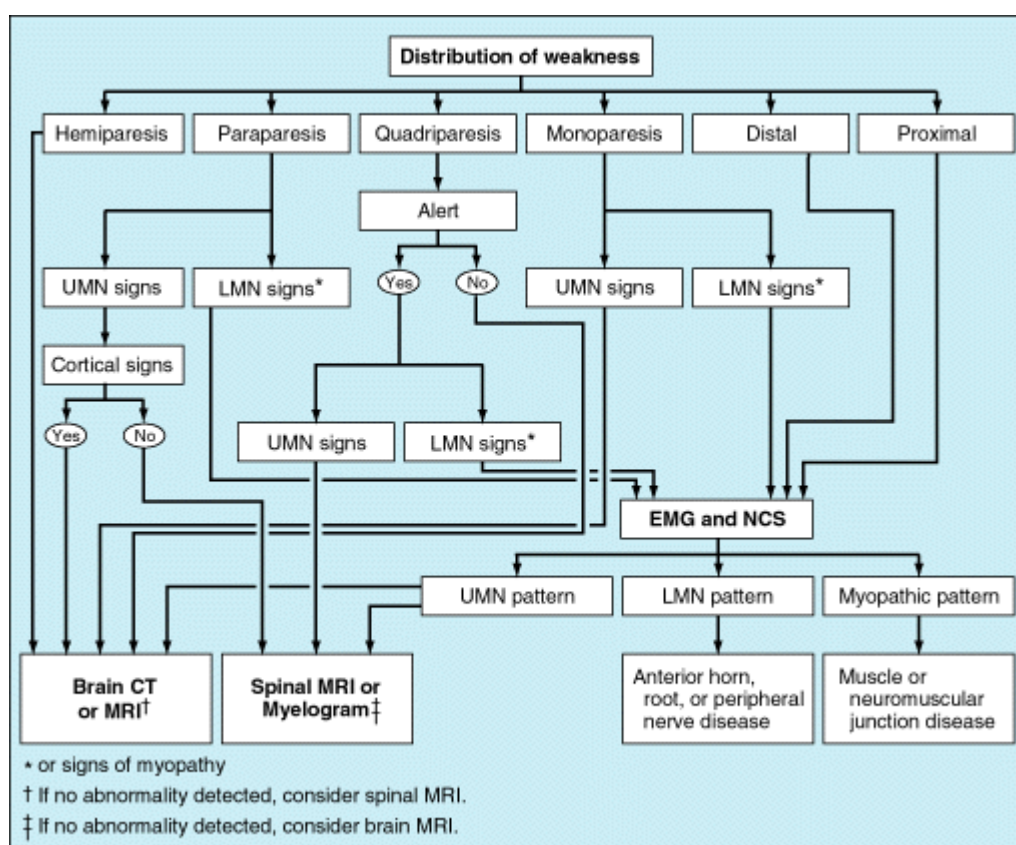 Distribution of weakness
Hemiparesis
Paraparesis
Quadriparesis
Monoparesis
Distal
Proximal
Alert
UMN signs
LMN signs*
Yes
No
UMN signs
LMN signs*
Cortical signs
Yes
No
UMN signs
LMN signs*
EMG and NCS
UMN pattern
LMN pattern
Myopathic pattern
Brain CT
or MRI†
Spinal MRI or
Myelogram‡
Anterior horn,
root, or peripheral
nerve disease
Muscle or
neuromuscular
junction disease
* or signs of myopathy
† If no abnormality detected, consider spinal MRI.
‡ If no abnormality detected, consider brain MRI.